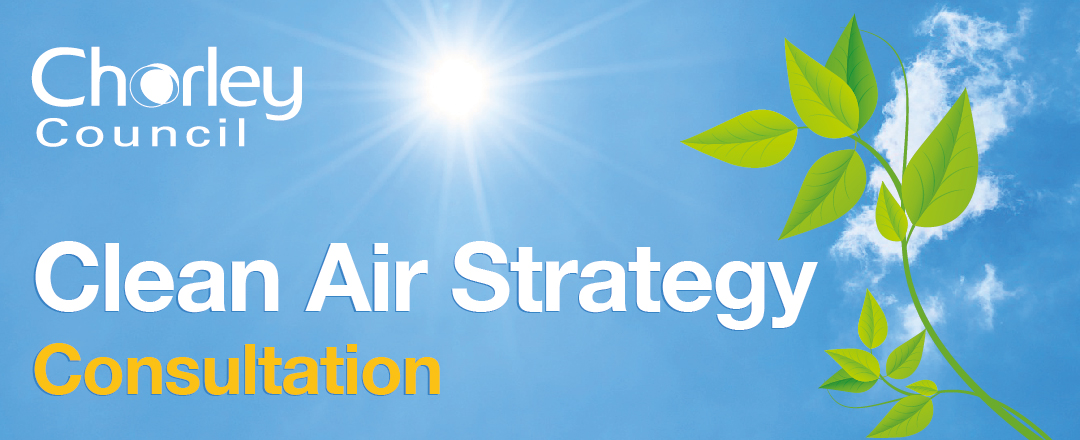 Chorley
Council
Clean Air Strategy
Consultation